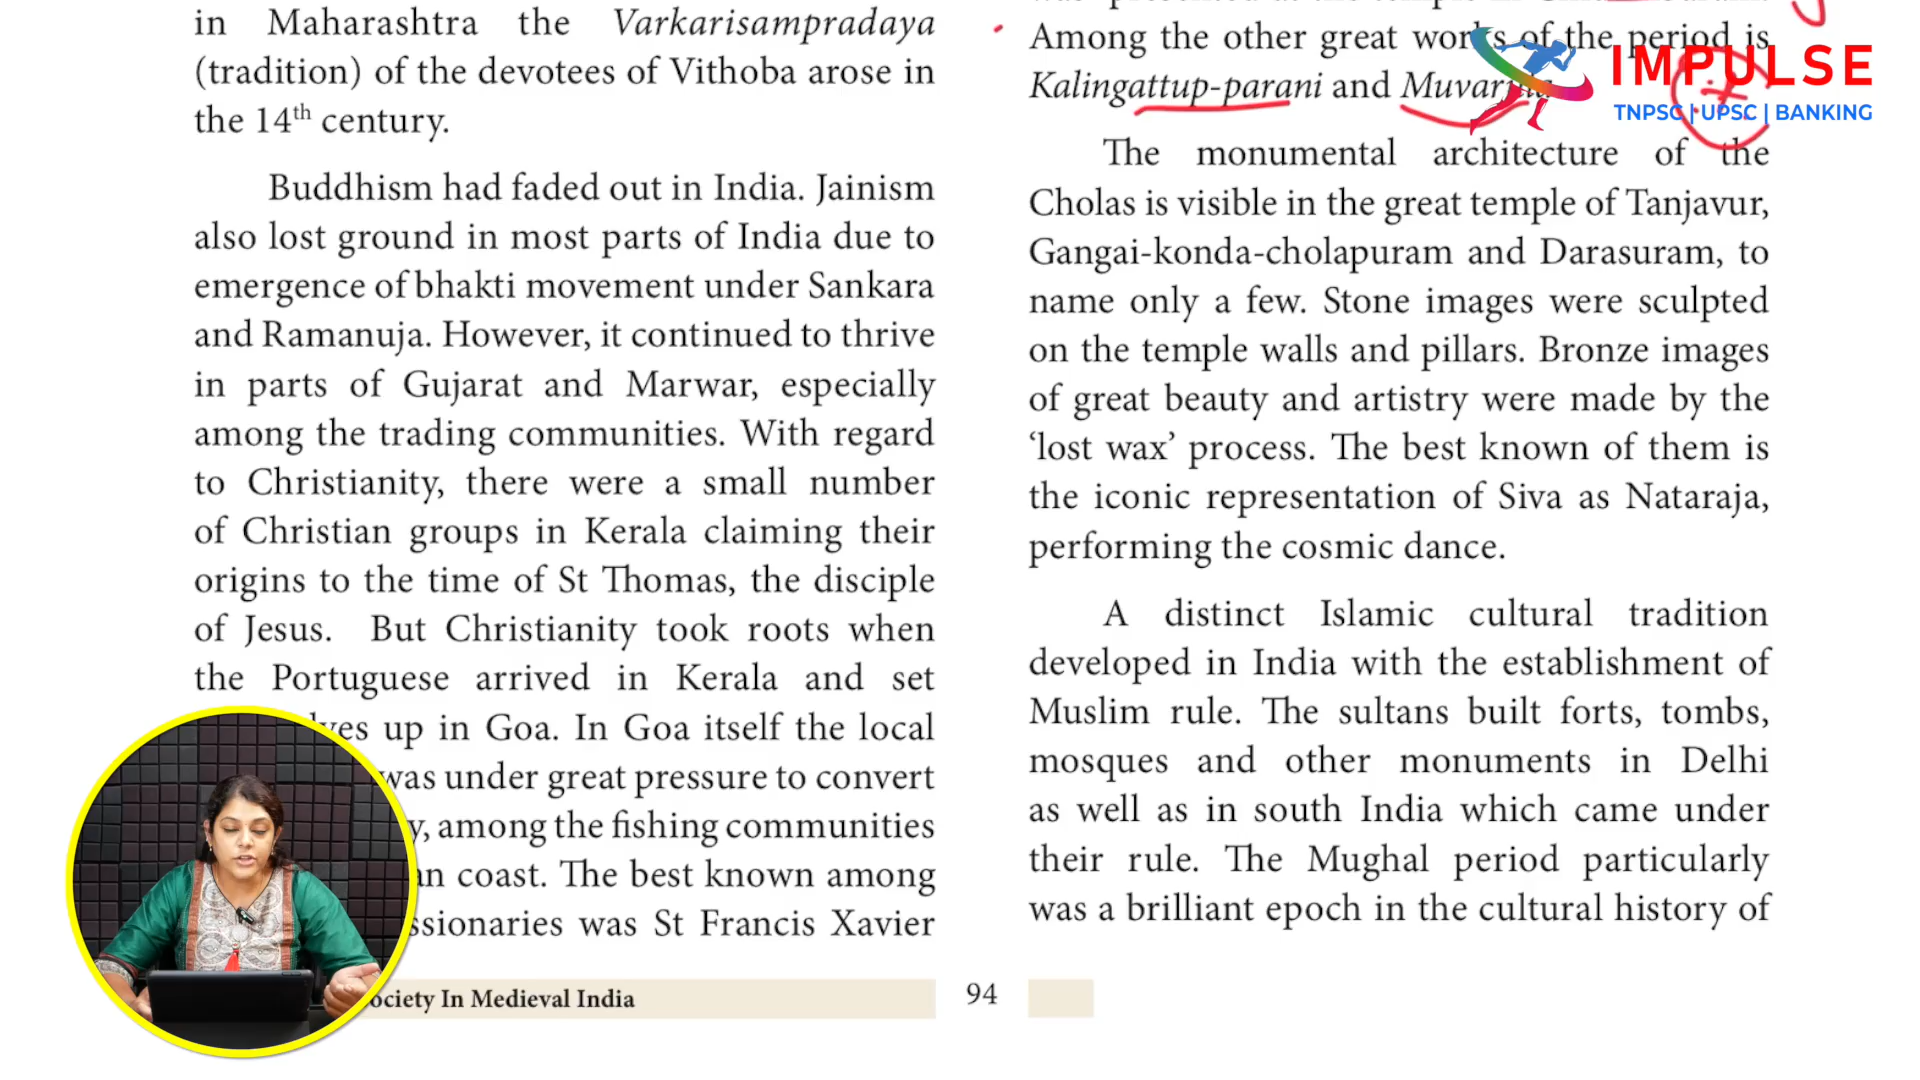 in Maharashtra the Varkarisampradaya
(tradition) of the devotees of Vithoba arose in
the 14th century.
Buddhism had faded out in India. Jainism
also lost ground in most parts of India due to
emergence of bhakti movement under Sankara
and Ramanuja. However, it continued to thrive
in parts of Gujarat and Marwar, especially
among the trading communities. With regard
to Christianity, there were a small number
of Christian groups in Kerala claiming their
origins to the time of St Thomas, the disciple
of Jesus. But Christianity took roots when
the Portuguese arrived in Kerala and set
up in Goa. In Goa itself the local
was under great pressure to convert
among the fishing communities
coast. The best known among
was St Francis Xavier
In Medieval India
94
Among the other great works of the period is
Kalingattup-parani and
The monumental architecture of the
Cholas is visible in the great temple of Tanjavur,
Gangai-konda-cholapuram and Darasuram, to
name only a few. Stone images were sculpted
on the temple walls and pillars. Bronze images
of great beauty and artistry were made by the
‘lost wax’ process. The best known of them is
the iconic representation of Siva as Nataraja,
performing the cosmic dance.
A distinct Islamic cultural tradition
developed in India with the establishment of
Muslim rule. The sultans built forts, tombs,
mosques and other monuments in Delhi
as well as in south India which came under
their rule. The Mughal period particularly
was a brilliant epoch in the cultural history of
IMPULSE
TNPSC | UPSC | BANKING